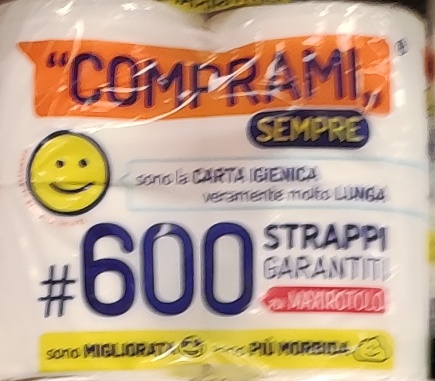 "COMPRAMI„
SEMPRE
sono la CARTA IGIENICA
veramente molto LUNGA
#600 STRAPPI
GARANTITI
MAXIROTOLO
sono MIGLIORATA PIÙ MORBIDA